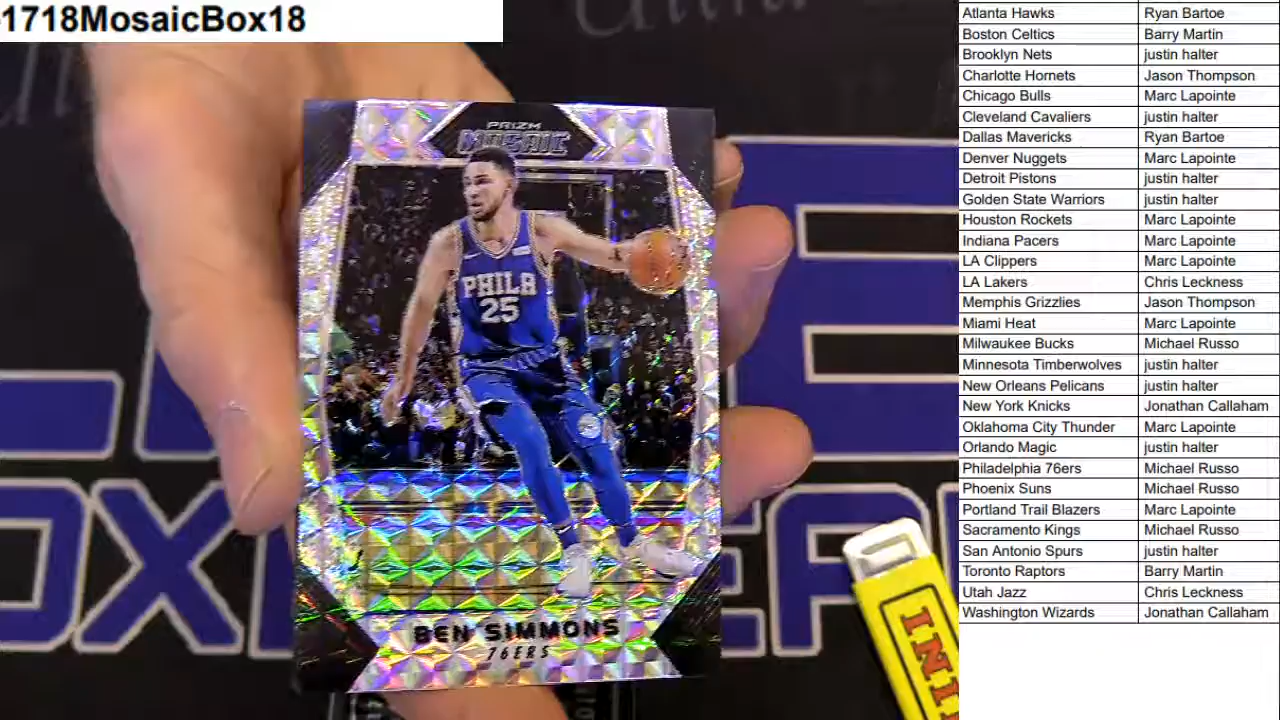 -1718MosaicBox18
PRIZM
MOSAIC
PHILA
25
BEN SIMMONS
76ERS
Atlanta Hawks Ryan Bartoe
Boston Celtics Barry Martin
Brooklyn Nets justin halter
Charlotte Hornets Jason Thompson
Chicago Bulls Marc Lapointe
Cleveland Cavaliers justin halter
Dallas Mavericks Ryan Bartoe
Denver Nuggets Marc Lapointe
Detroit Pistons justin halter
Golden State Warriors justin halter
Houston Rockets Marc Lapointe
Indiana Pacers Marc Lapointe
LA Clippers Marc Lapointe
LA Lakers Chris Leckness
Memphis Grizzlies Jason Thompson
Miami Heat Marc Lapointe
Milwaukee Bucks Michael Russo
Minnesota Timberwolves justin halter
New Orleans Pelicans justin halter
New York Knicks Jonathan Callaham
Oklahoma City Thunder Marc Lapointe
Orlando Magic justin halter
Philadelphia 76ers Michael Russo
Phoenix Suns Michael Russo
Portland Trail Blazers Marc Lapointe
Sacramento Kings Michael Russo
San Antonio Spurs justin halter
Toronto Raptors Barry Martin
Utah Jazz Chris Leckness
Washington Wizards Jonathan Callaham